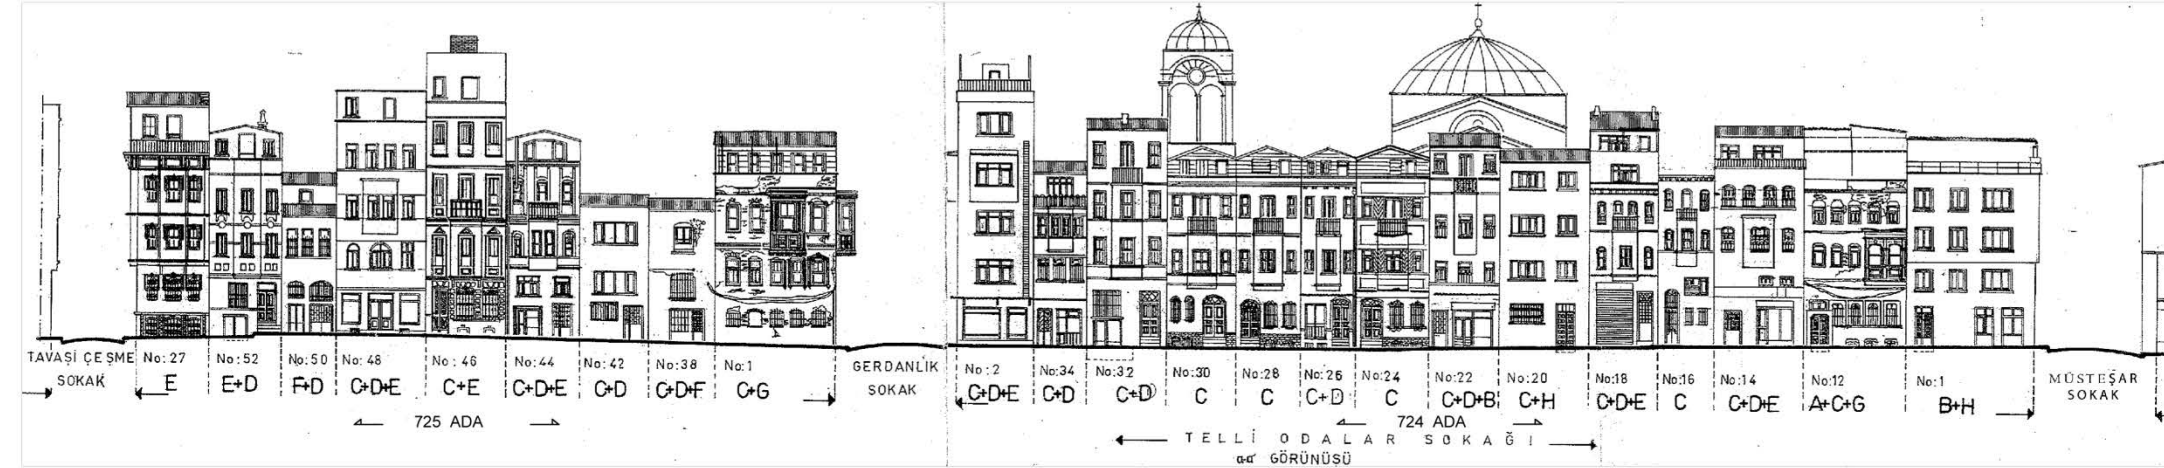 TAVAŞİ ÇEŞME SOKAK
No:27 No:52 No:50 No:48 No:46 No:44 No:42 No:38 No:1
E E+D F+D C+D+E C+E C+D+E C+D C+D+F C+G
725 ADA
GERDANLIK SOKAK
No:2 No:34 No:32 No:30 No:28 No:26 No:24 No:22 No:20 No:18 No:16 No:14 No:12 No:1
C+D+E C+D C+D C C C+D C C+D+B C+H C+D+E C C+D+E A+C+G B+H
724 ADA
TELLİ ODALAR SOKAĞI
a-a' GÖRÜNÜSÜ
MÜSTEŞAR SOKAK